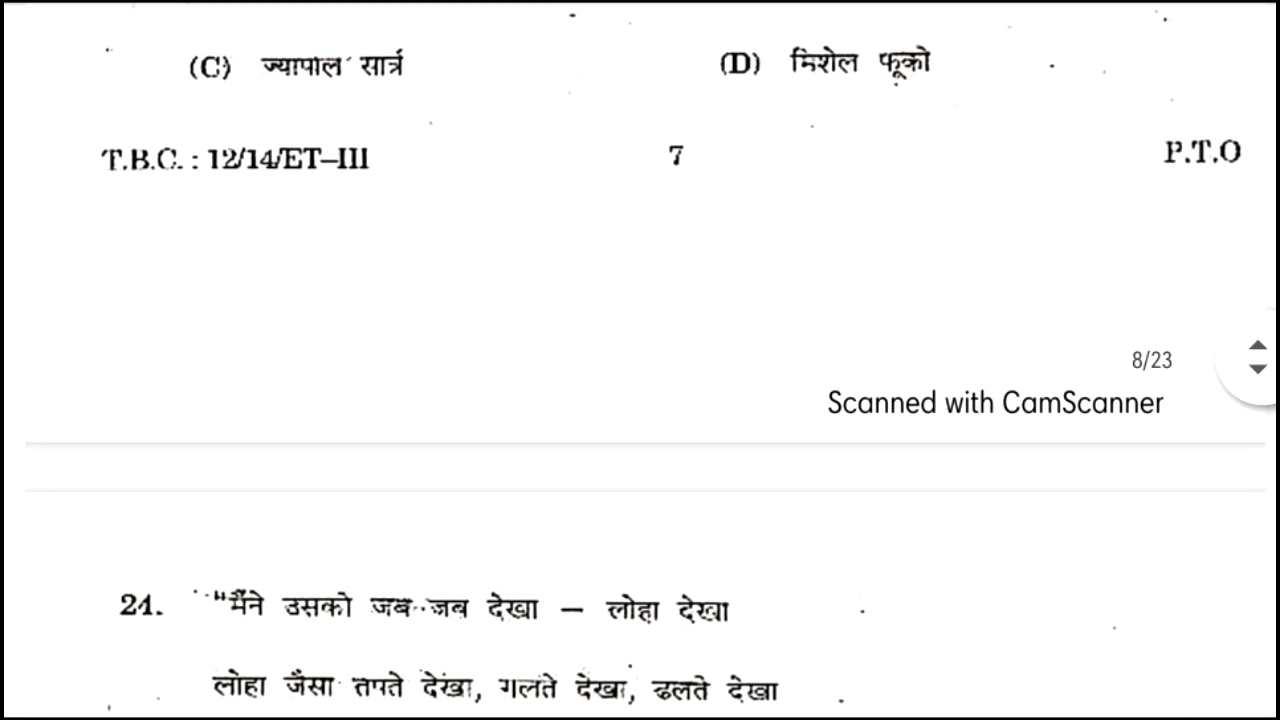 (C) ज्यापाल सार्त्र (D) मिशेल फूको
T.B.C. : 12/14/ET–III 7 P.T.O
8/23
Scanned with CamScanner
24. "मैंने उसको जब-जब देखा – लोहा देखा
लोहा जैसा तपते देखा, गलते देखा, ढलते देखा